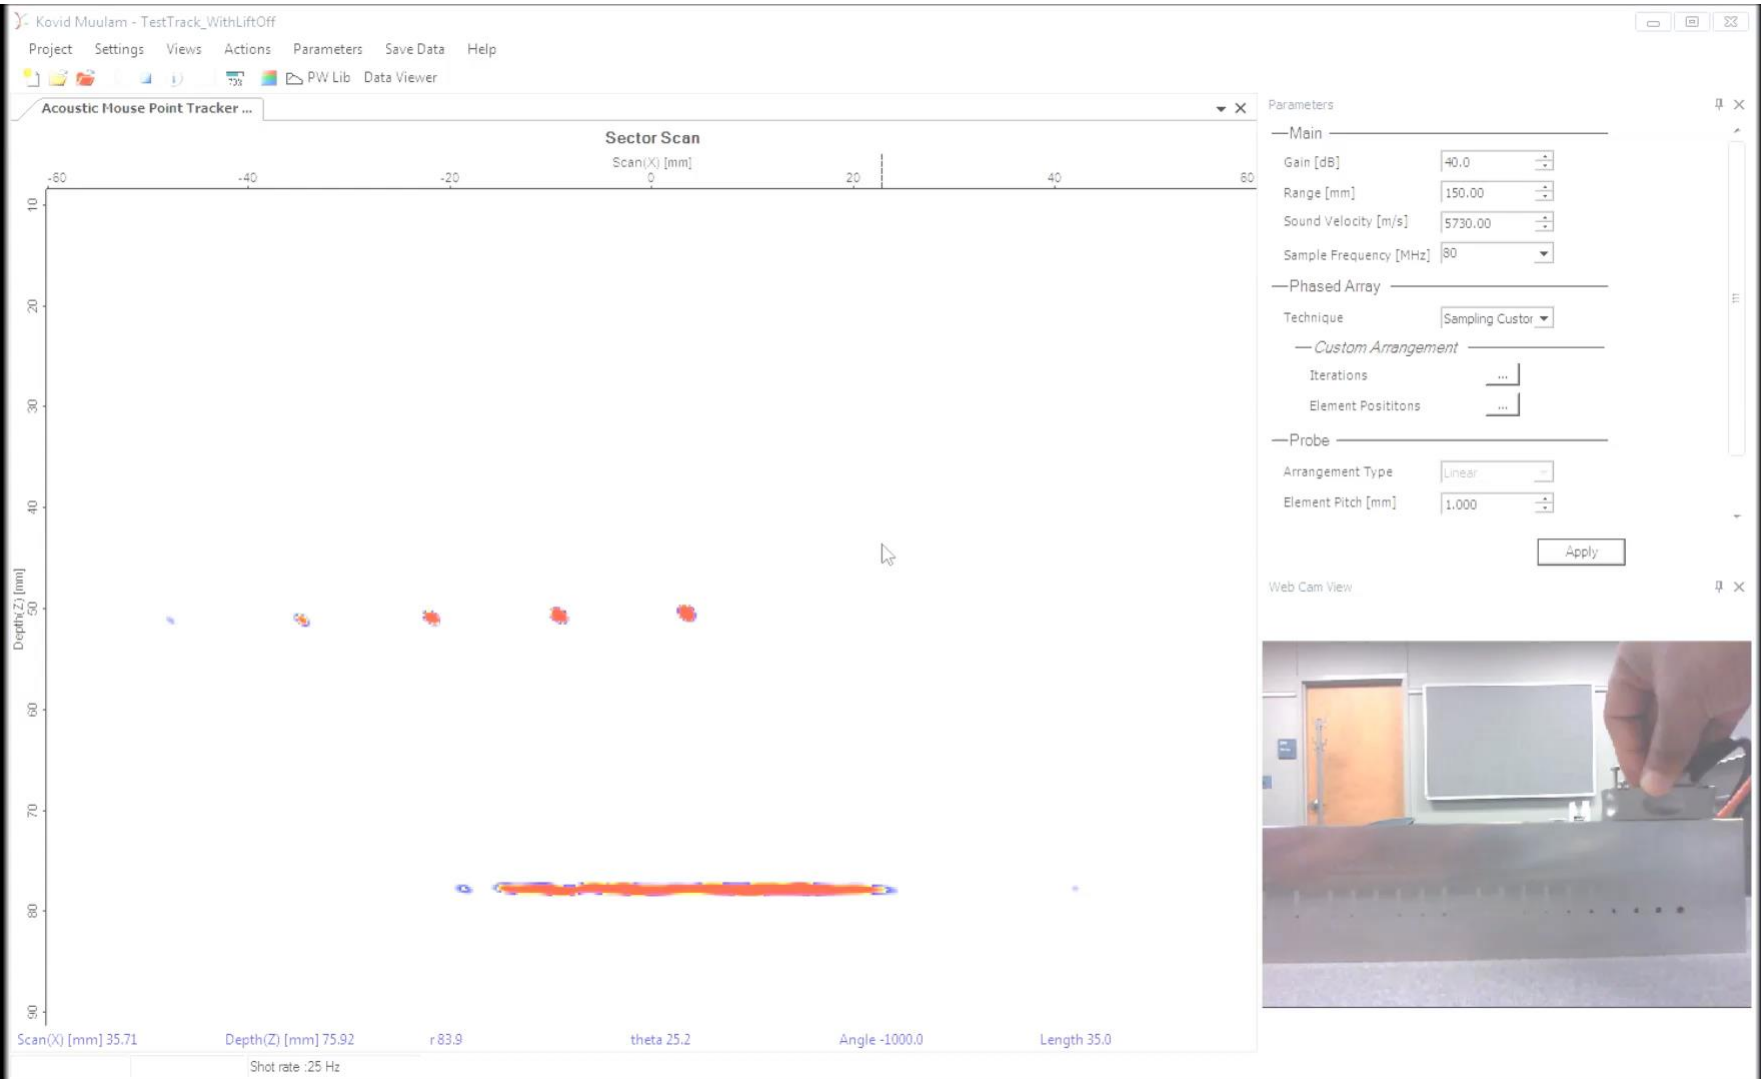 Kovid Muulam - TestTrack_WithLiftOff
Project Settings Views Actions Parameters Save Data Help
PW Lib Data Viewer
Acoustic Mouse Point Tracker ...
Sector Scan
Scan(X) [mm]
-60 -40 -20 0 20 40 60
10
20
30
40
50
60
70
80
90
Depth(Z) [mm]
Scan(X) [mm] 35.71 Depth(Z) [mm] 75.92 r 83.9 theta 25.2 Angle -1000.0 Length 35.0
Shot rate :25 Hz
Parameters
Main
Gain [dB] 40.0
Range [mm] 150.00
Sound Velocity [m/s] 5730.00
Sample Frequency [MHz] 80
Phased Array
Technique Sampling Custor
Custom Arrangement
Iterations ...
Element Posititons ...
Probe
Arrangement Type Linear
Element Pitch [mm] 1.000
Apply
Web Cam View